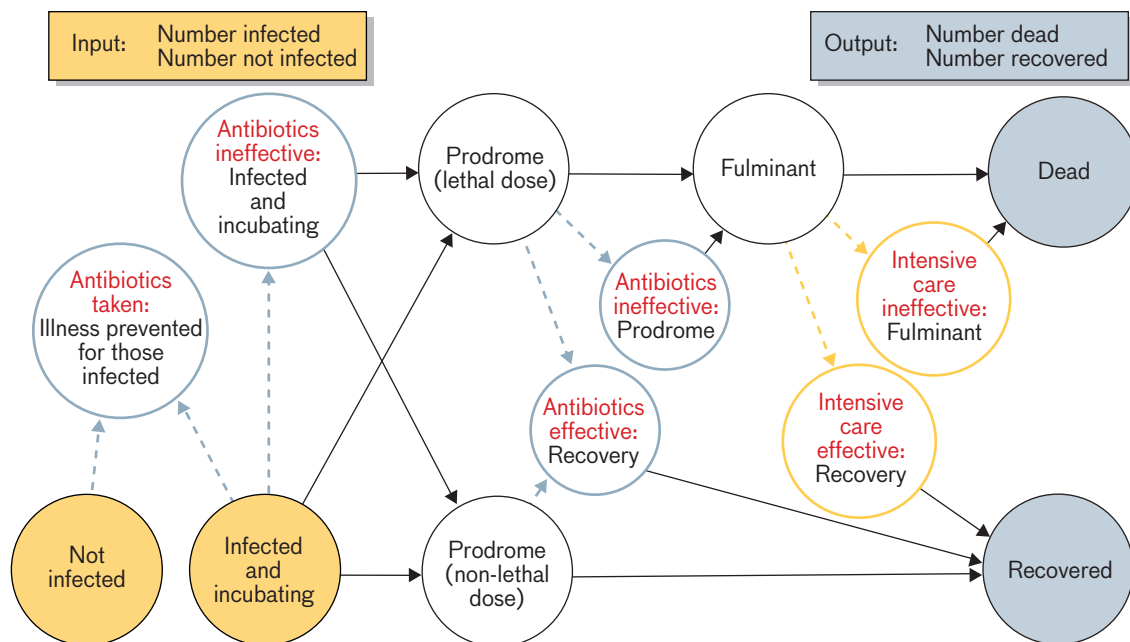 Input: Number infected
Number not infected
Output: Number dead
Number recovered
Antibiotics
ineffective:
Infected
and
incubating
Prodrome
(lethal dose)
Fulminant
Dead
Antibiotics
taken:
Illness prevented
for those
infected
Antibiotics
ineffective:
Prodrome
Intensive
care
ineffective:
Fulminant
Antibiotics
effective:
Recovery
Intensive
care
effective:
Recovery
Not
infected
Infected
and
incubating
Prodrome
(non-lethal
dose)
Recovered